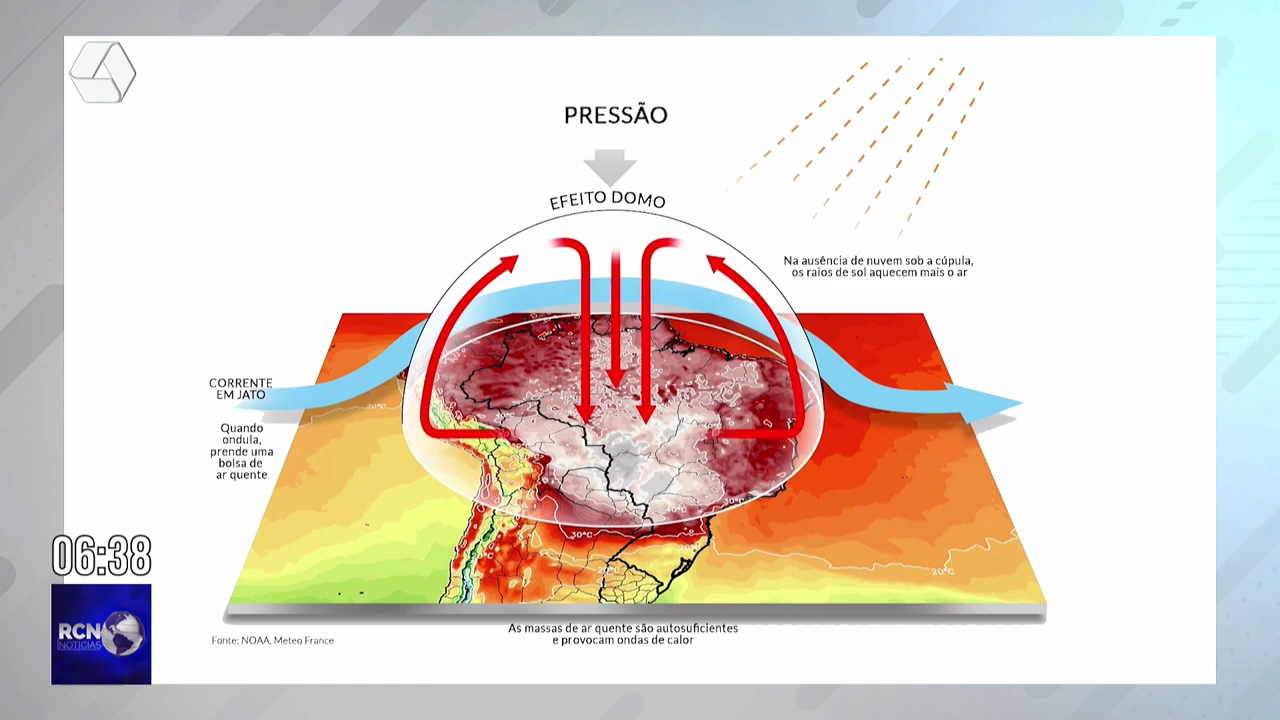 PRESSÃO
EFEITO DOMO
Na ausência de nuvem sob a cúpula,
os raios de sol aquecem mais o ar
CORRENTE
EM JATO
Quando
ondula,
prende uma
bolsa de
ar quente
20°C
30°C
40°C
30°C
20°C
20°C
06:38
RCN
NOTÍCIAS
Fonte: NOAA, Meteo France
As massas de ar quente são autosuficientes
e provocam ondas de calor